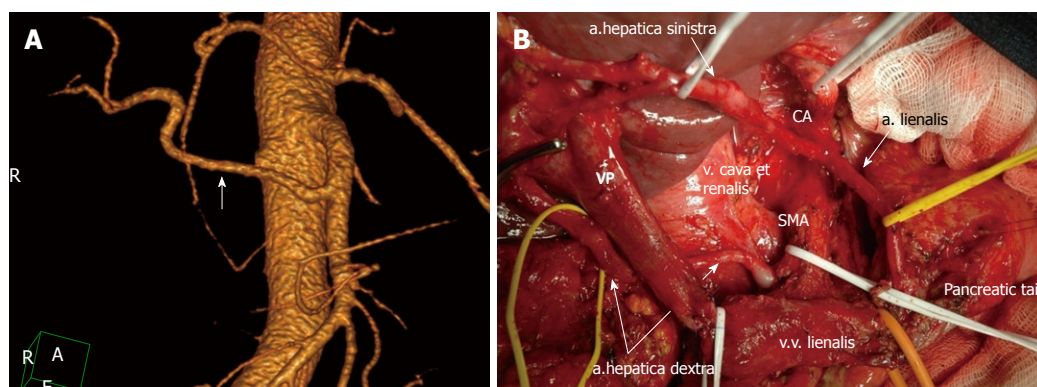 A
R
R
A
B
a.hepatica sinistra
CA
a. lienalis
VP
v. cava et
renalis
SMA
Pancreatic tai
v.v. lienalis
a.hepatica dextra